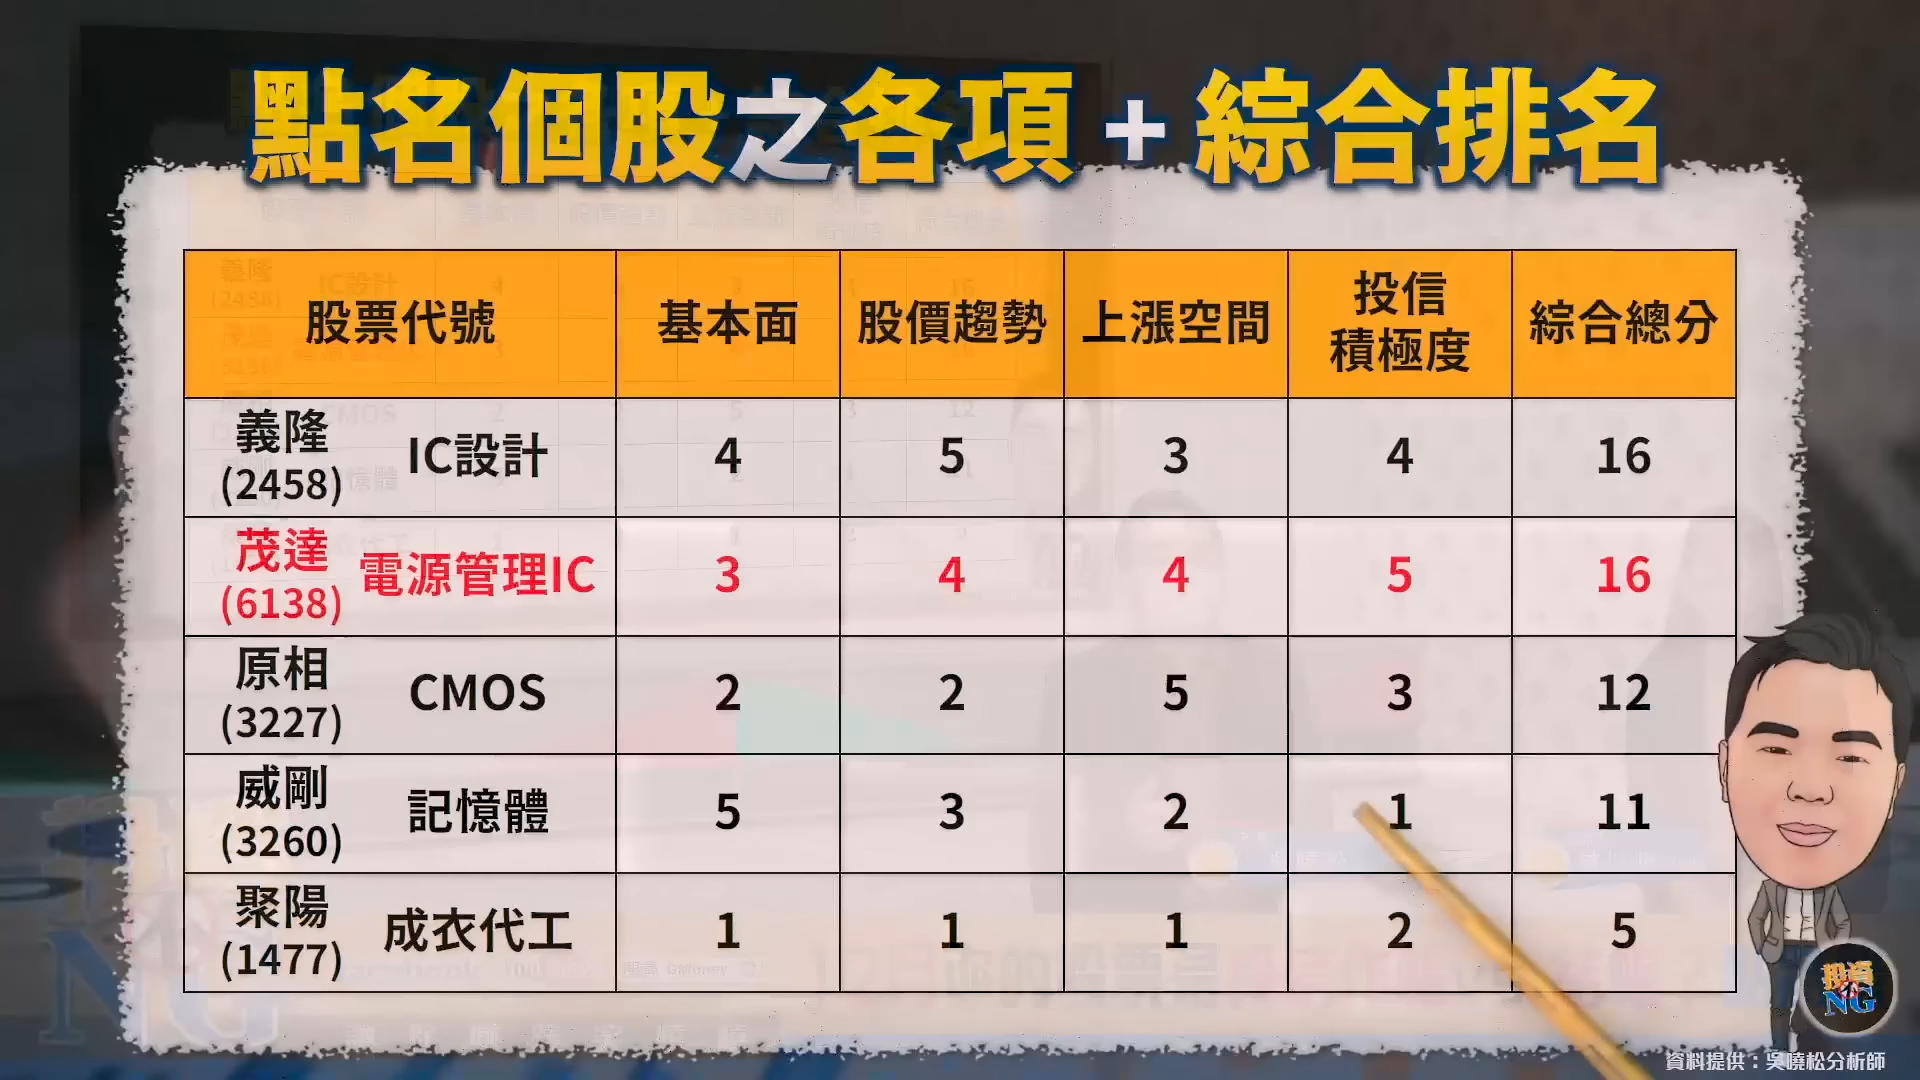 點名個股之各項+綜合排名
股票代號 基本面 股價趨勢 上漲空間 投信積極度 綜合總分
義隆(2458) IC設計 4 5 3 4 16
茂達(6138) 電源管理IC 3 4 4 5 16
原相(3227) CMOS 2 2 5 3 12
威剛(3260) 記憶體 5 3 2 1 11
聚陽(1477) 成衣代工 1 1 1 2 5
投資
不
NG
資料提供:吳曉松分析師